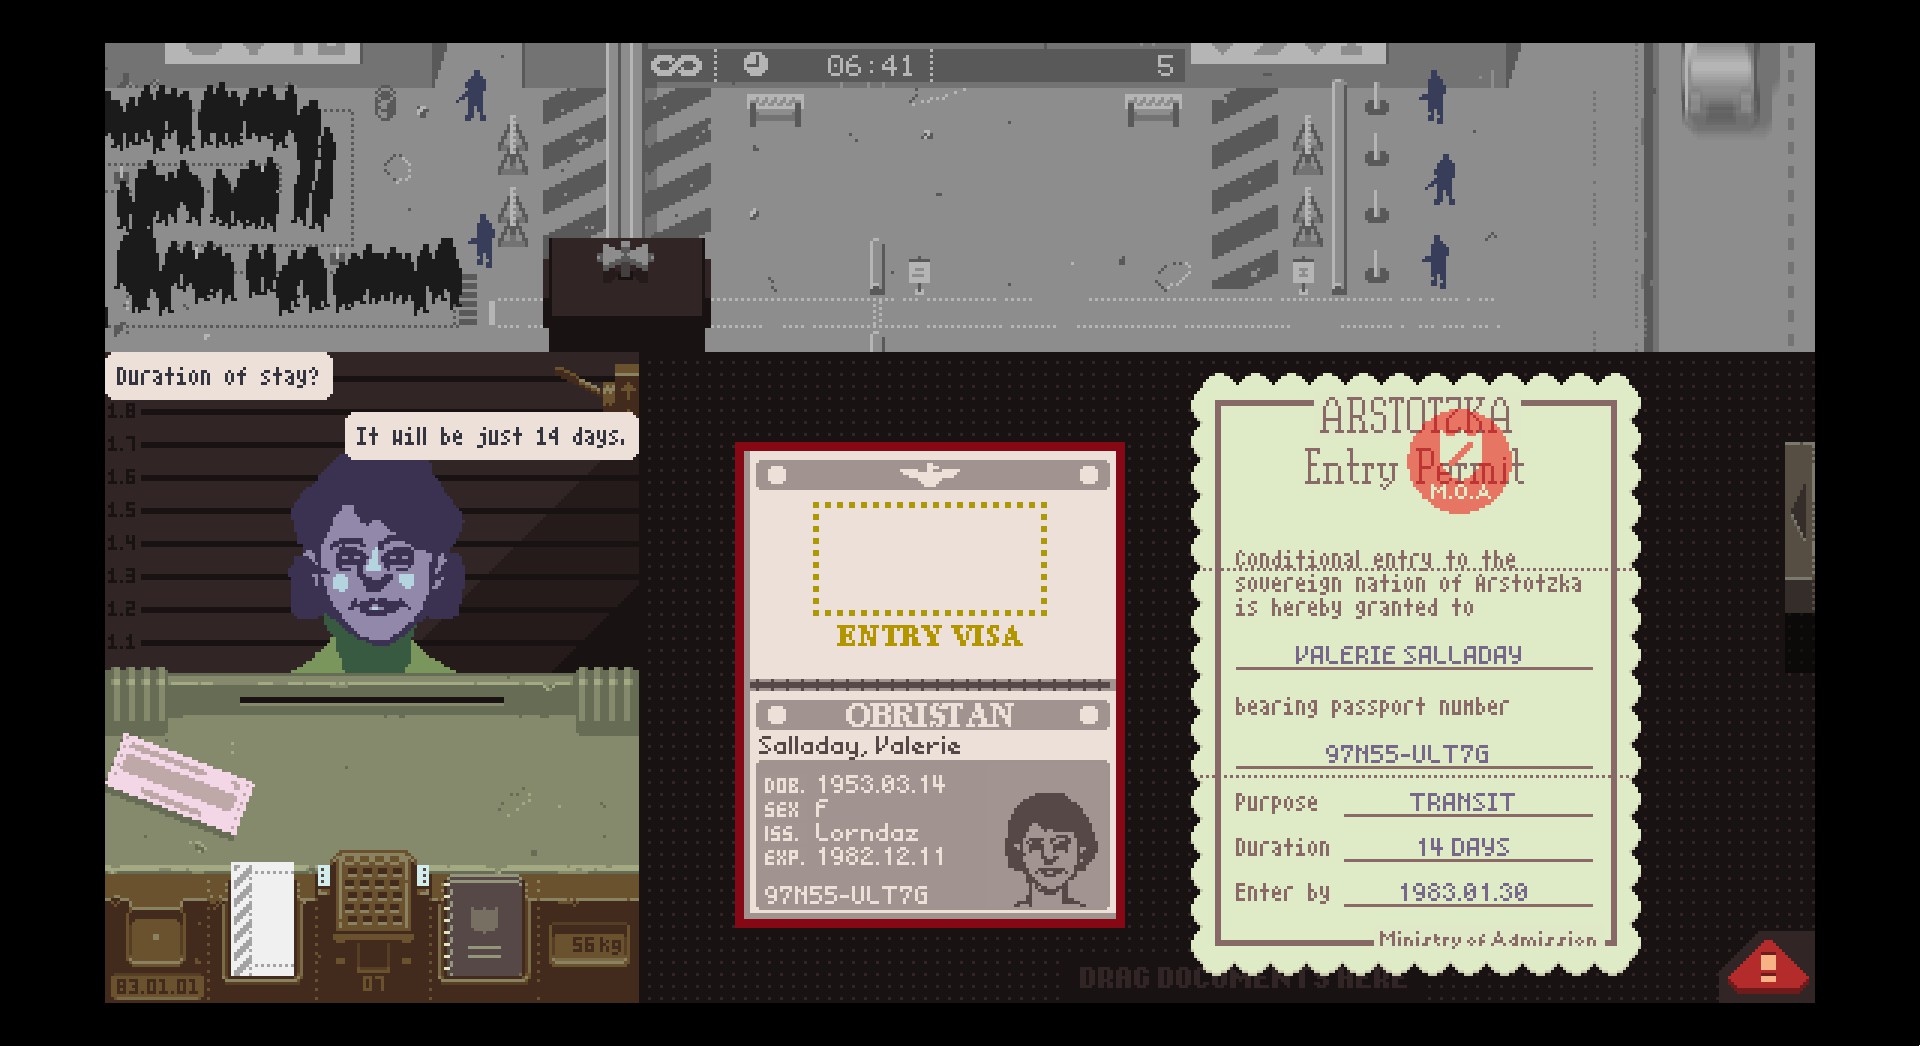 06:41
5
Duration of stay?
It will be just 14 days.
1.8
1.7
1.6
1.5
1.4
1.3
1.2
1.1
56kg
83.01.01
07
ENTRY VISA
OBRISTAN
Salladay, Valerie
DOB. 1953.03.14
SEX F
ISS. Lorndaz
EXP. 1982.12.11
97N55-ULT7G
ARSTOTZKA
Entry Permit
M.O.A
Conditional entry to the
sovereign nation of Arstotzka
is hereby granted to
VALERIE SALLADAY
bearing passport number
97N55-ULT7G
Purpose TRANSIT
Duration 14 DAYS
Enter by 1983.01.30
Ministry of Admission
DRAG DOCUMENTS HERE